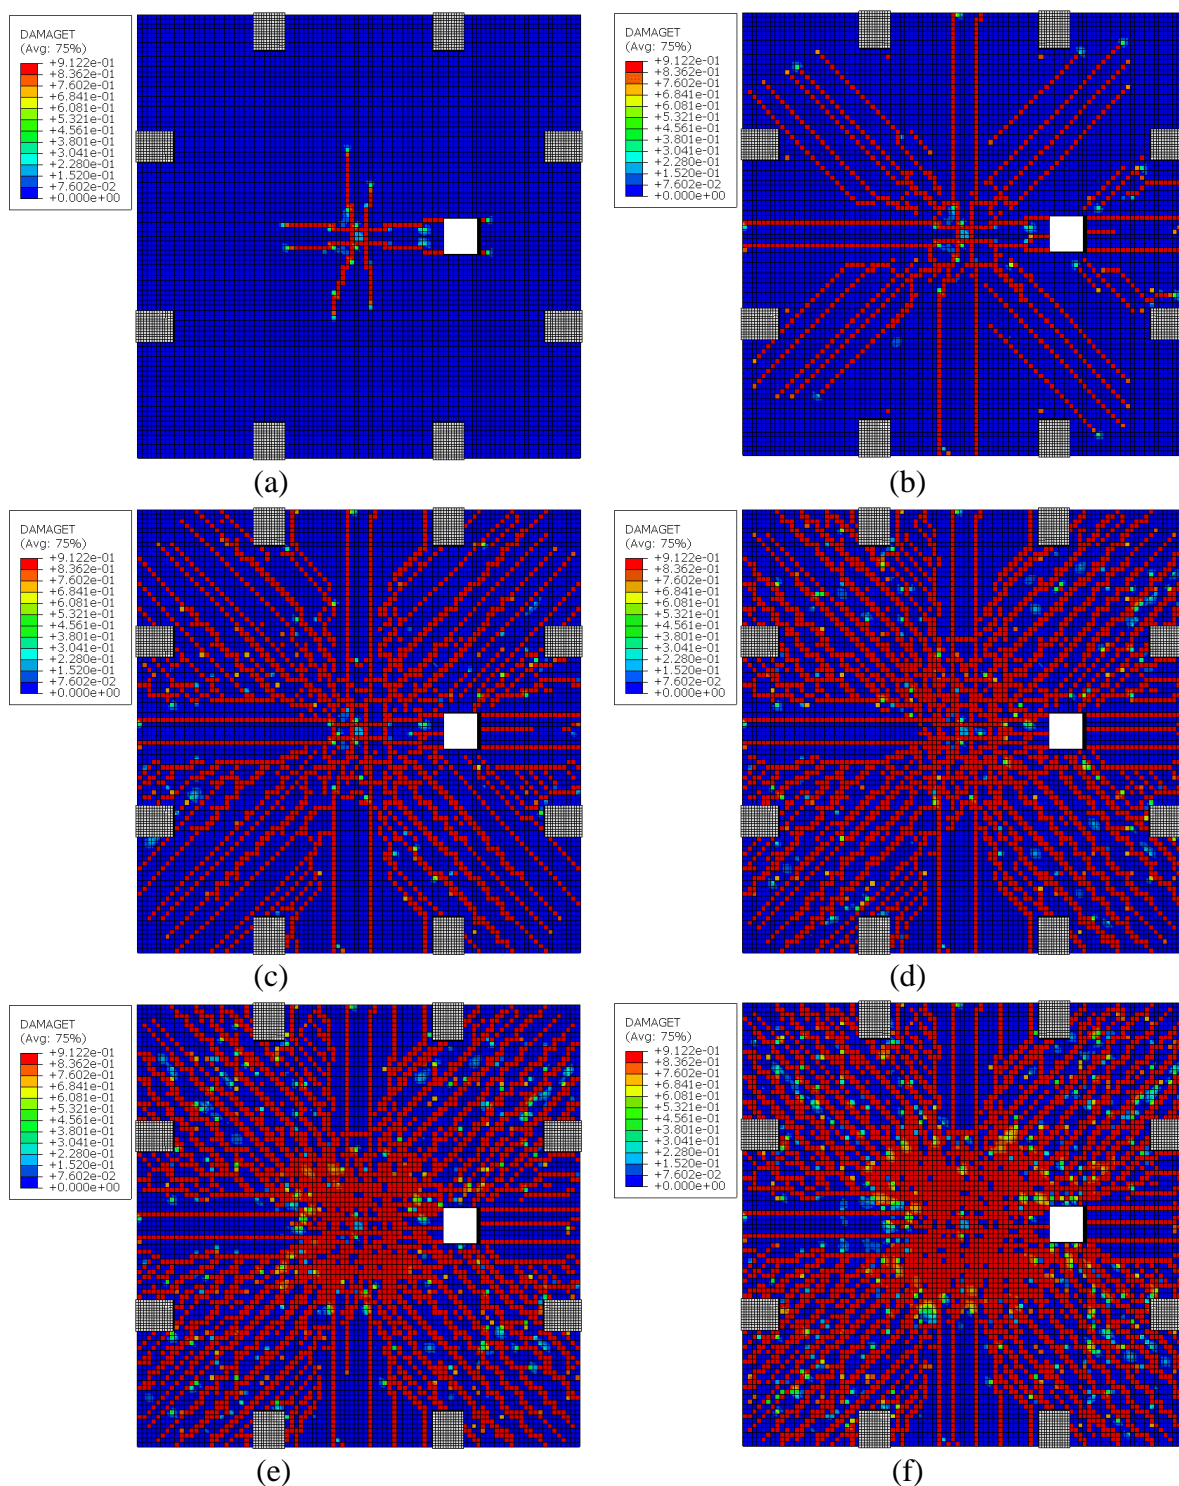 DAMAGET
(Avg: 75%)
+9.122e-01
+8.362e-01
+7.602e-01
+6.841e-01
+6.081e-01
+5.321e-01
+4.561e-01
+3.801e-01
+3.041e-01
+2.280e-01
+1.520e-01
+7.602e-02
+0.000e+00
(a)
DAMAGET
(Avg: 75%)
+9.122e-01
+8.362e-01
+7.602e-01
+6.841e-01
+6.081e-01
+5.321e-01
+4.561e-01
+3.801e-01
+3.041e-01
+2.280e-01
+1.520e-01
+7.602e-02
+0.000e+00
(b)
DAMAGET
(Avg: 75%)
+9.122e-01
+8.362e-01
+7.602e-01
+6.841e-01
+6.081e-01
+5.321e-01
+4.561e-01
+3.801e-01
+3.041e-01
+2.280e-01
+1.520e-01
+7.602e-02
+0.000e+00
(c)
DAMAGET
(Avg: 75%)
+9.122e-01
+8.362e-01
+7.602e-01
+6.841e-01
+6.081e-01
+5.321e-01
+4.561e-01
+3.801e-01
+3.041e-01
+2.280e-01
+1.520e-01
+7.602e-02
+0.000e+00
(d)
DAMAGET
(Avg: 75%)
+9.122e-01
+8.362e-01
+7.602e-01
+6.841e-01
+6.081e-01
+5.321e-01
+4.561e-01
+3.801e-01
+3.041e-01
+2.280e-01
+1.520e-01
+7.602e-02
+0.000e+00
(e)
DAMAGET
(Avg: 75%)
+9.122e-01
+8.362e-01
+7.602e-01
+6.841e-01
+6.081e-01
+5.321e-01
+4.561e-01
+3.801e-01
+3.041e-01
+2.280e-01
+1.520e-01
+7.602e-02
+0.000e+00
(f)